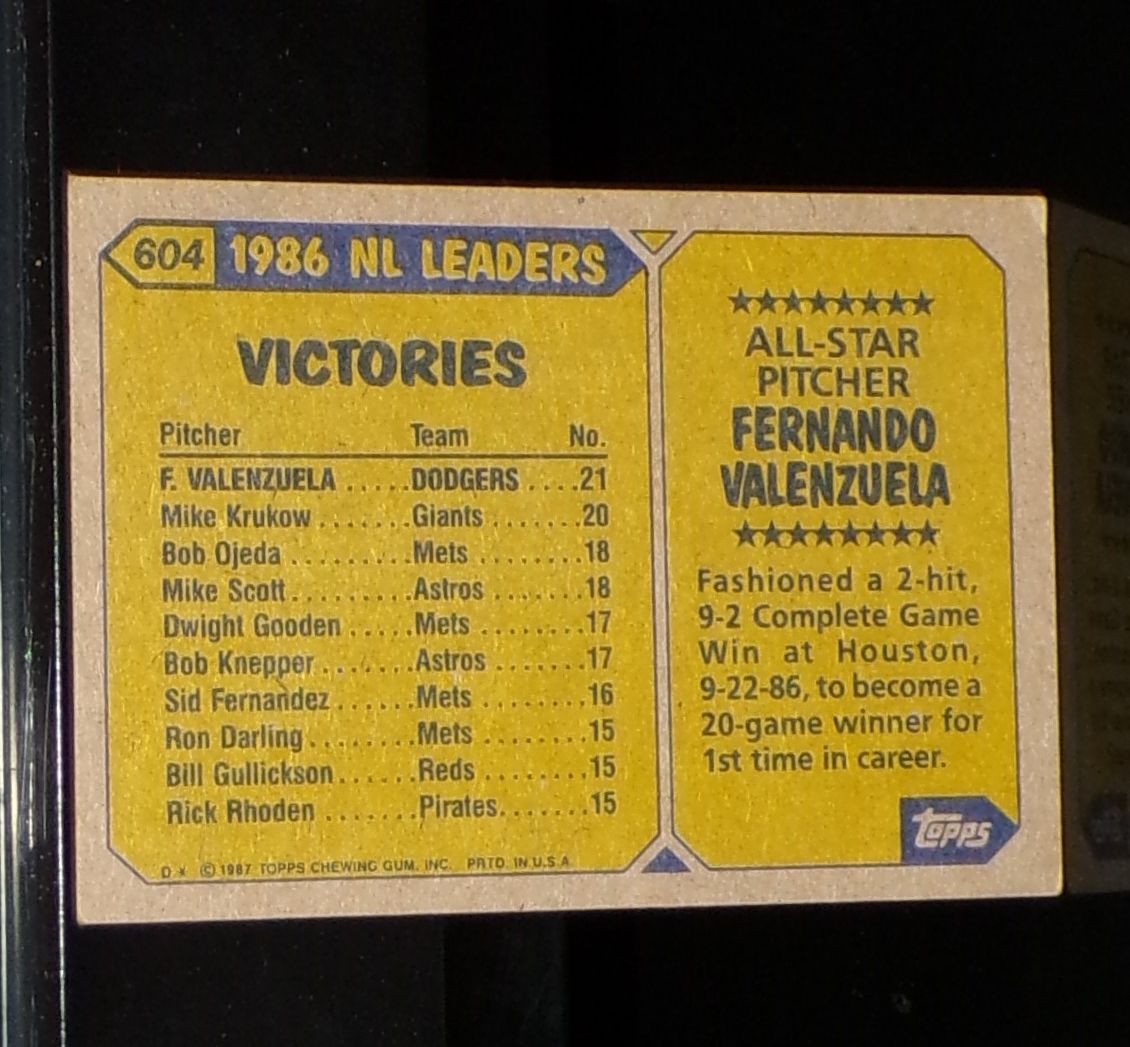 604 1986 NL LEADERS
VICTORIES
Pitcher Team No.
F. VALENZUELA .....DODGERS ....21
Mike Krukow .......Giants .......20
Bob Ojeda ..........Mets ........18
Mike Scott..........Astros .......18
Dwight Gooden .....Mets ........17
Bob Knepper........Astros .......17
Sid Fernandez ......Mets ........16
Ron Darling.........Mets ........15
Bill Gullickson......Reds ........15
Rick Rhoden .......Pirates.......15
D * © 1987 TOPPS CHEWING GUM, INC. PRTD. IN U.S.A.
★★★★★★★★
ALL-STAR
PITCHER
FERNANDO
VALENZUELA
★★★★★★★★
Fashioned a 2-hit,
9-2 Complete Game
Win at Houston,
9-22-86, to become a
20-game winner for
1st time in career.
topps